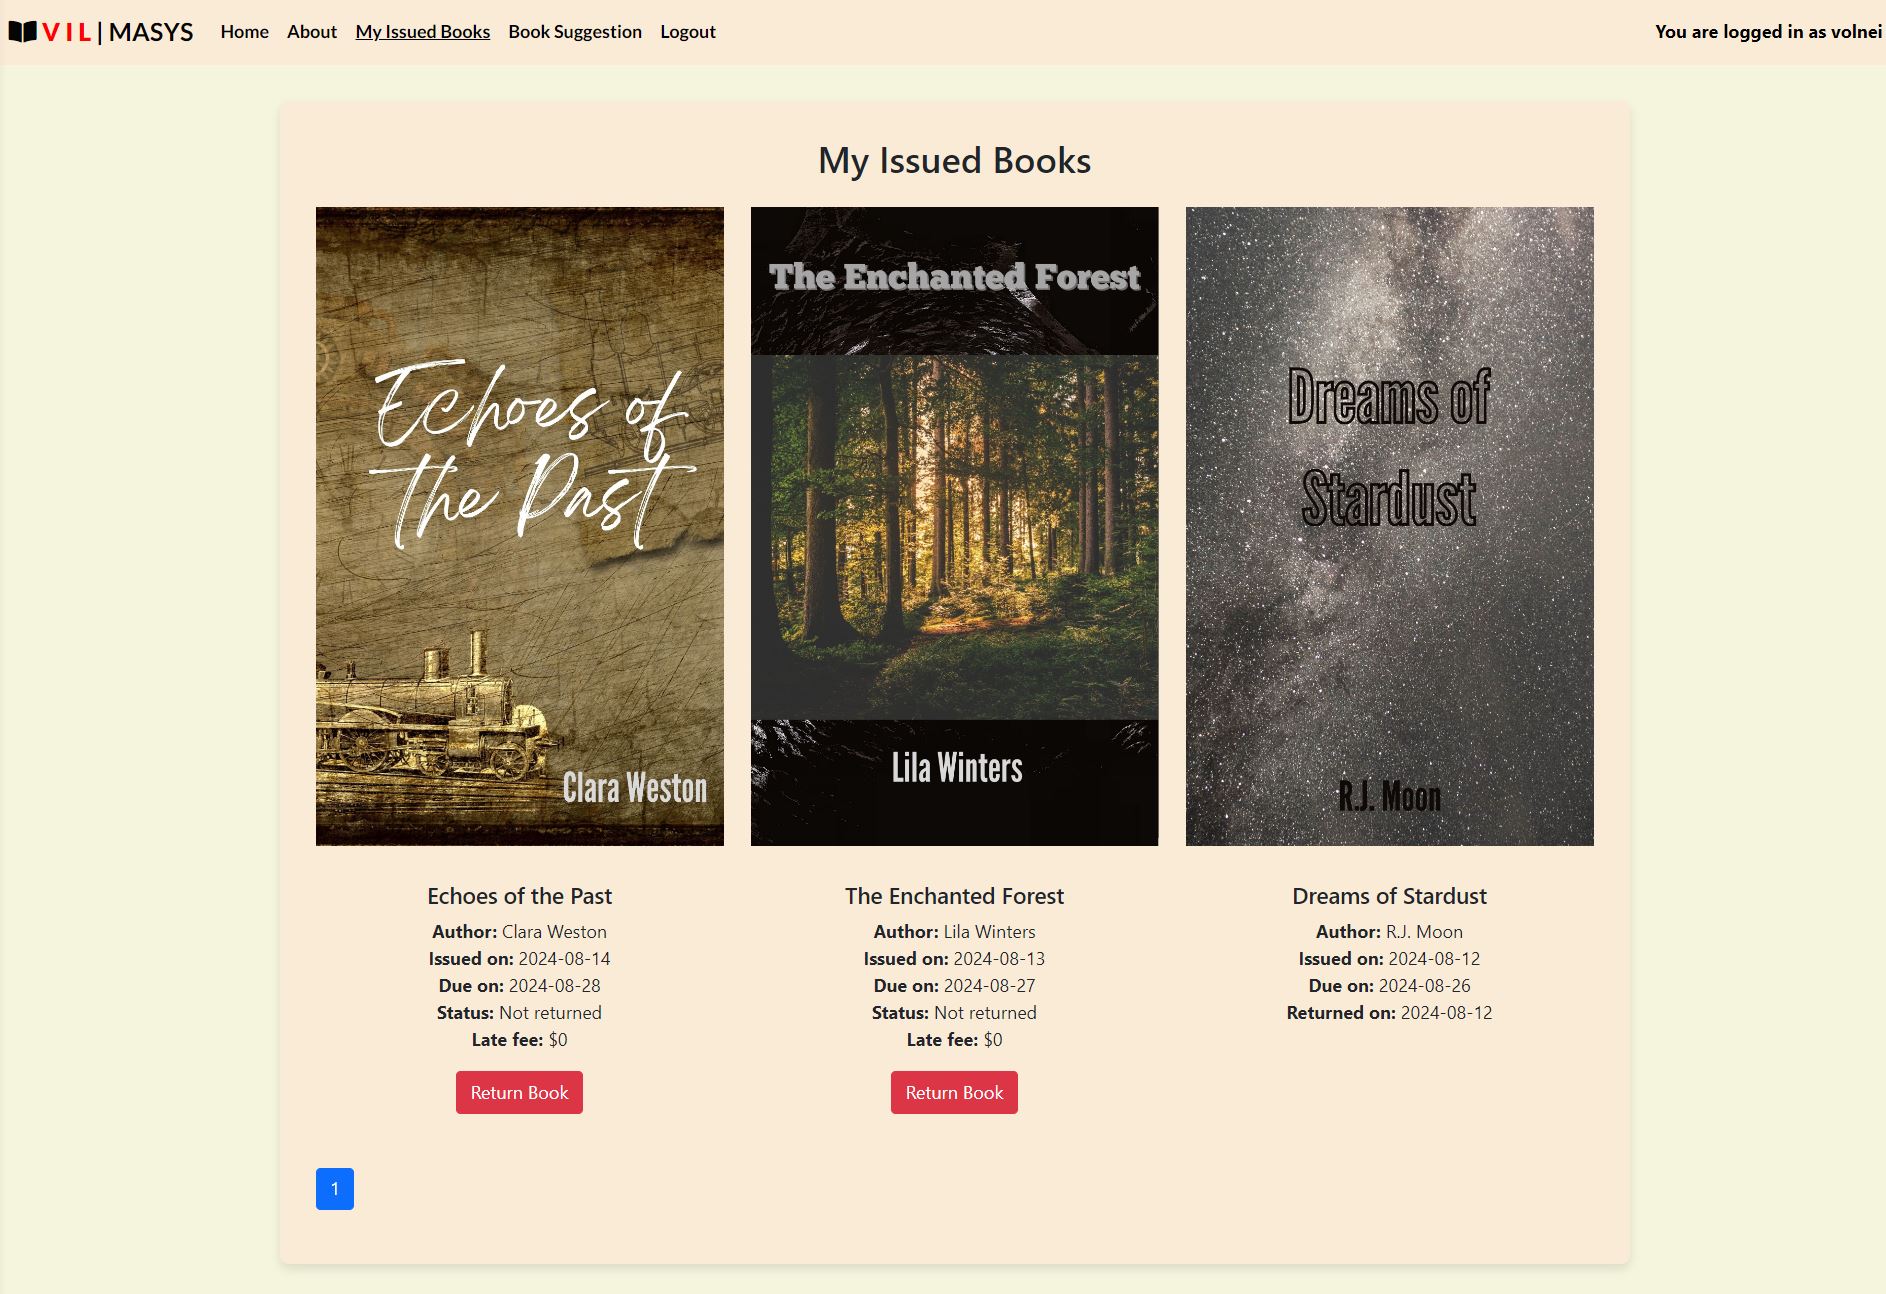 VIL | MASYS Home About My Issued Books Book Suggestion Logout You are logged in as volnei
My Issued Books
Echoes of
the Past
Clara Weston
The Enchanted Forest
Lila Winters
Dreams of
Stardust
R.J. Moon
Echoes of the Past
Author: Clara Weston
Issued on: 2024-08-14
Due on: 2024-08-28
Status: Not returned
Late fee: $0
Return Book
The Enchanted Forest
Author: Lila Winters
Issued on: 2024-08-13
Due on: 2024-08-27
Status: Not returned
Late fee: $0
Return Book
Dreams of Stardust
Author: R.J. Moon
Issued on: 2024-08-12
Due on: 2024-08-26
Returned on: 2024-08-12
1